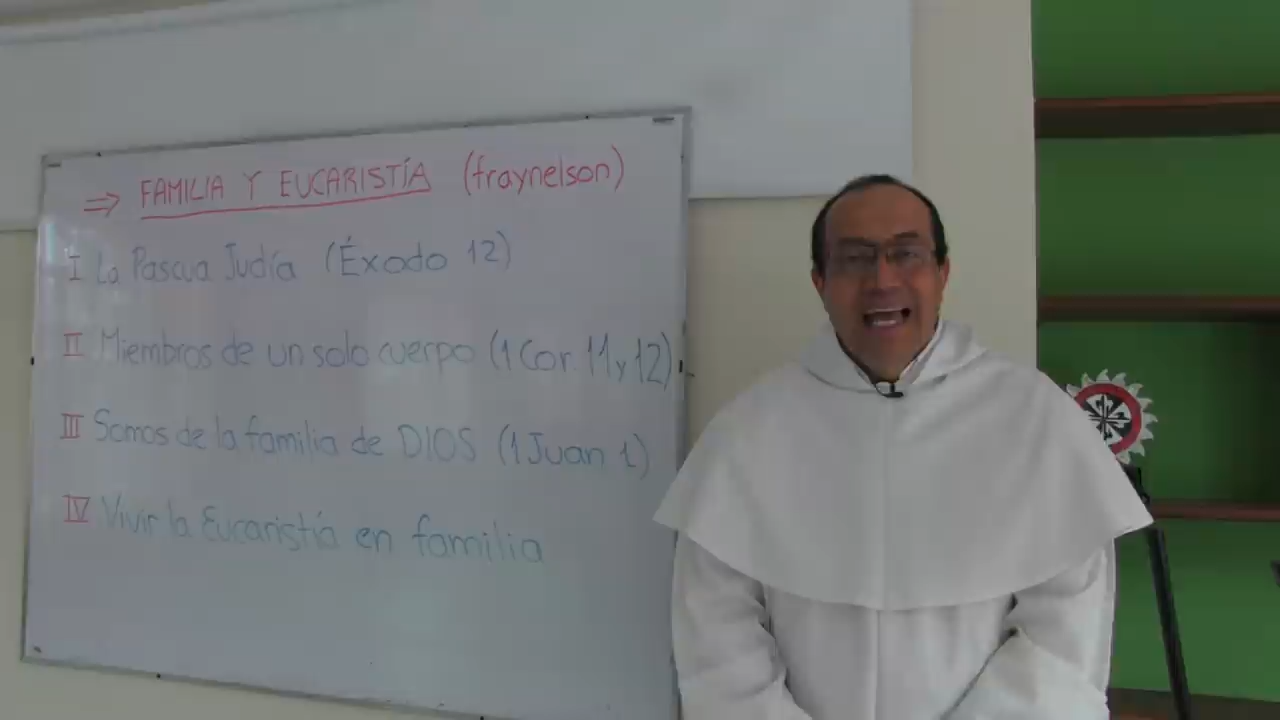 ⇒ FAMILIA Y EUCARISTÍA (fraynelson)
I La Pascua Judía (Éxodo 12)
II Miembros de un solo cuerpo (1 Cor. 11 y 12)
III Somos de la familia de DIOS (1 Juan 1)
IV Vivir la Eucaristía en familia